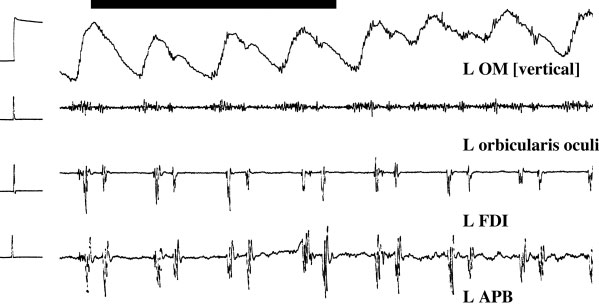 L OM [vertical]
L orbicularis oculi
L FDI
L APB